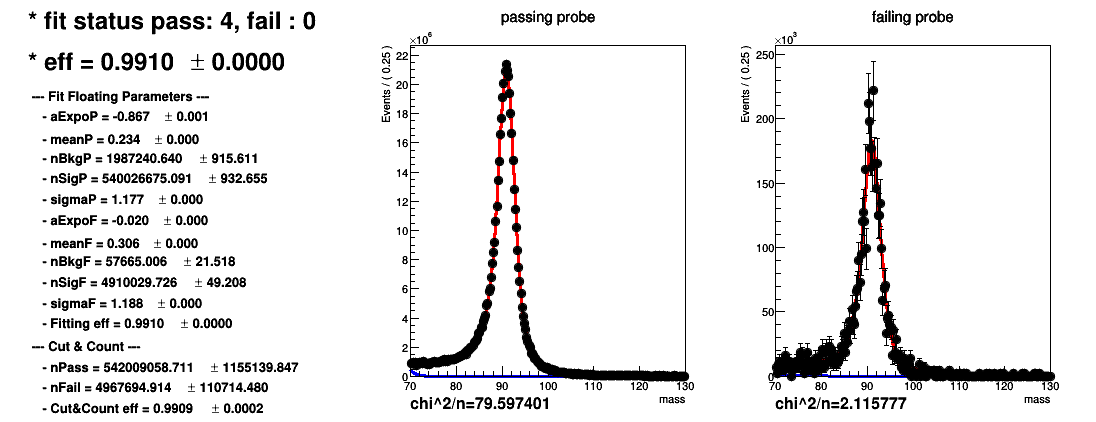 * fit status pass: 4, fail : 0
* eff = 0.9910 ± 0.0000
--- Fit Floating Parameters ---
- aExpoP = -0.867 ± 0.001
- meanP = 0.234 ± 0.000
- nBkgP = 1987240.640 ± 915.611
- nSigP = 540026675.091 ± 932.655
- sigmaP = 1.177 ± 0.000
- aExpoF = -0.020 ± 0.000
- meanF = 0.306 ± 0.000
- nBkgF = 57665.006 ± 21.518
- nSigF = 4910029.726 ± 49.208
- sigmaF = 1.188 ± 0.000
- Fitting eff = 0.9910 ± 0.0000
--- Cut & Count ---
- nPass = 542009058.711 ± 1155139.847
- nFail = 4967694.914 ± 110714.480
- Cut&Count eff = 0.9909 ± 0.0002
passing probe
×10⁶
Events / ( 0.25 )
22
20
18
16
14
12
10
8
6
4
2
0
70 80 90 100 110 120 130
mass
chi^2/n=79.597401
failing probe
×10³
Events / ( 0.25 )
250
200
150
100
50
0
70 80 90 100 110 120 130
mass
chi^2/n=2.115777